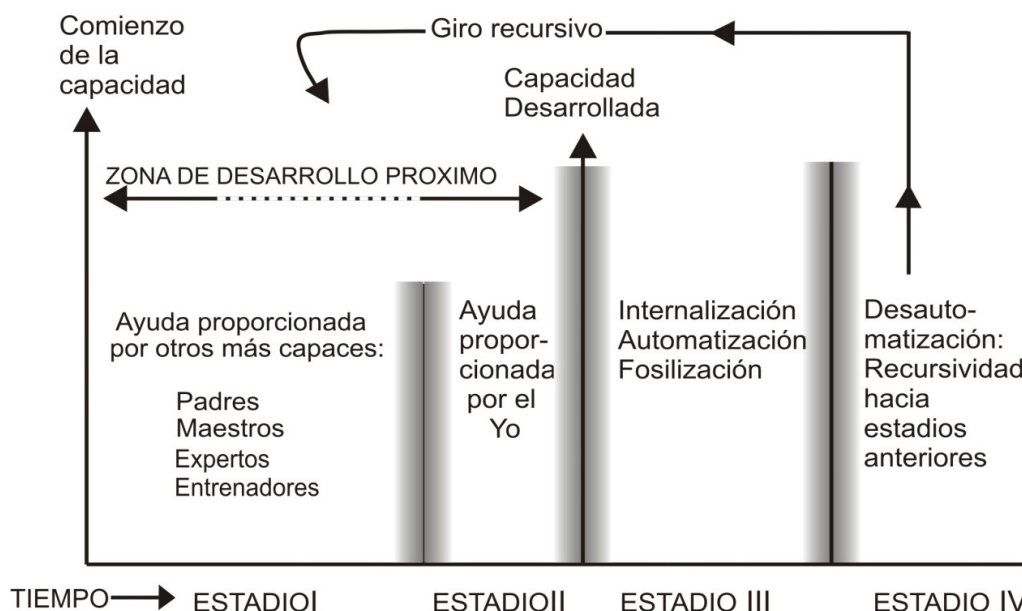 Comienzo
de la
capacidad
Giro recursivo
Capacidad
Desarrollada
ZONA DE DESARROLLO PROXIMO
Ayuda proporcionada
por otros más capaces:
Padres
Maestros
Expertos
Entrenadores
Ayuda
propor-
cionada
por el
Yo
Internalización
Automatización
Fosilización
Desauto-
matización:
Recursividad
hacia
estadios
anteriores
TIEMPO
ESTADIOI
ESTADIOII
ESTADIO III
ESTADIO IV